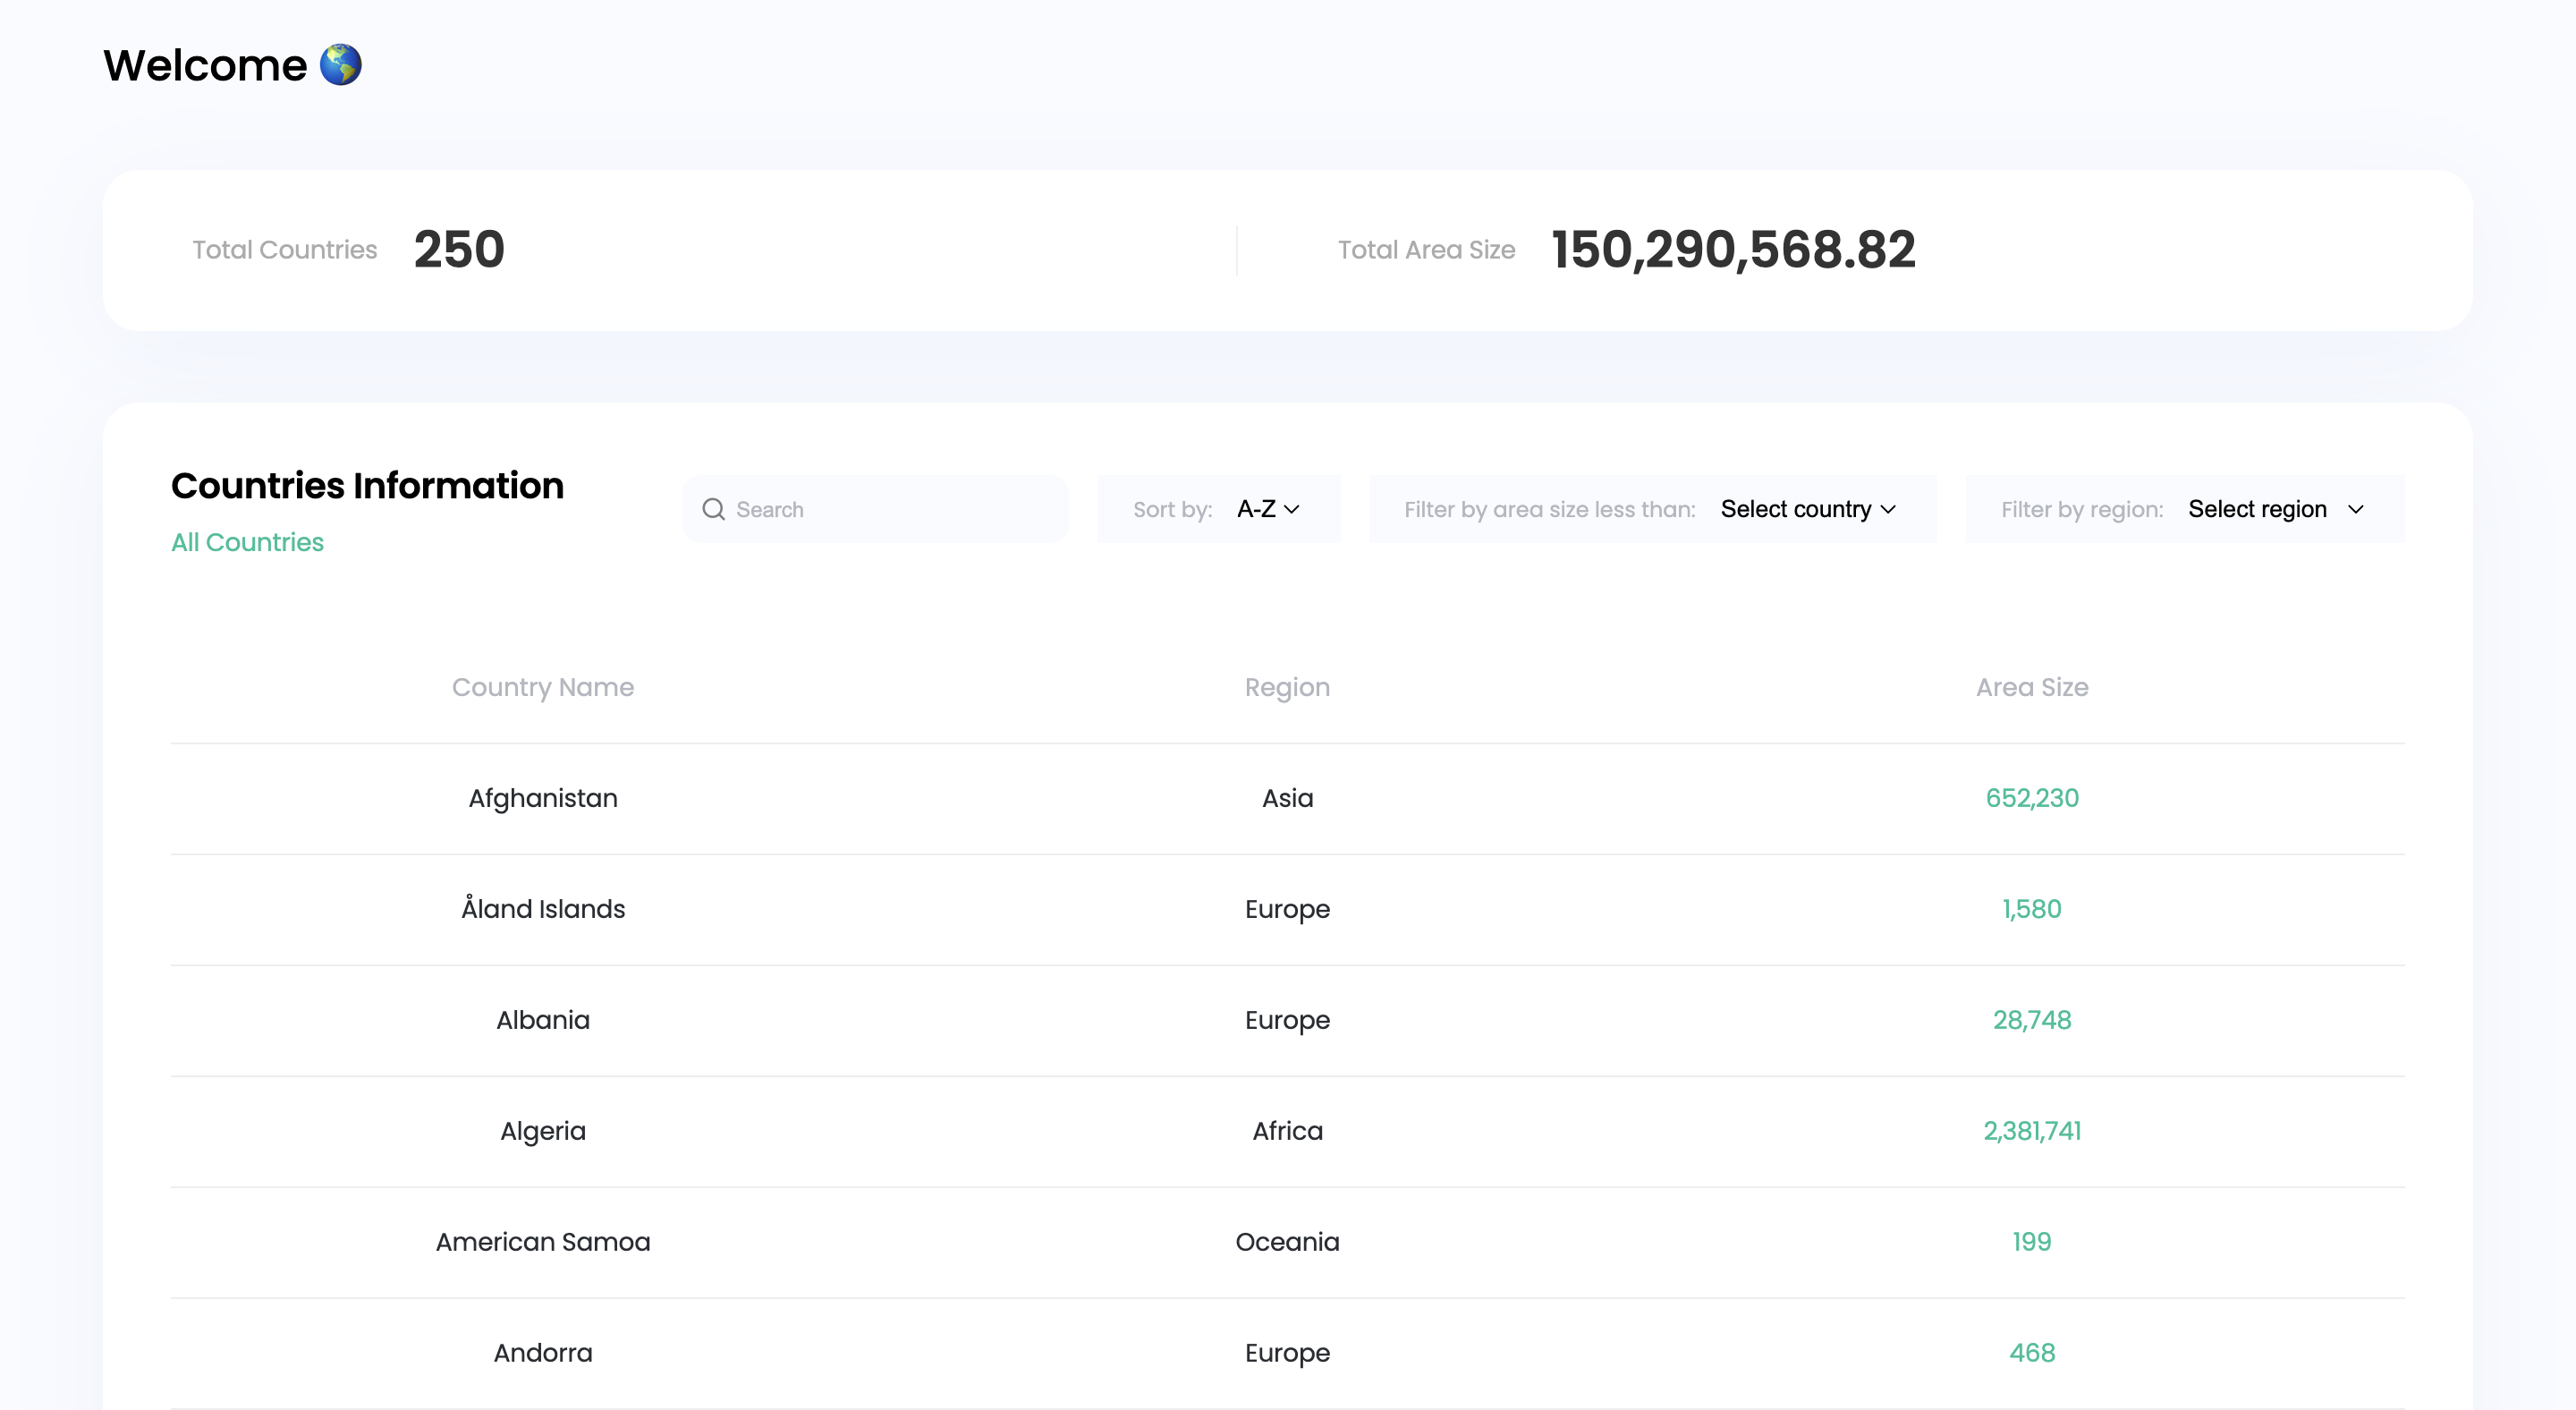 Welcome 🌎
Total Countries 250
Total Area Size 150,290,568.82
Countries Information
All Countries
Search
Sort by: A-Z
Filter by area size less than: Select country
Filter by region: Select region
Country Name Region Area Size
Afghanistan Asia 652,230
Åland Islands Europe 1,580
Albania Europe 28,748
Algeria Africa 2,381,741
American Samoa Oceania 199
Andorra Europe 468